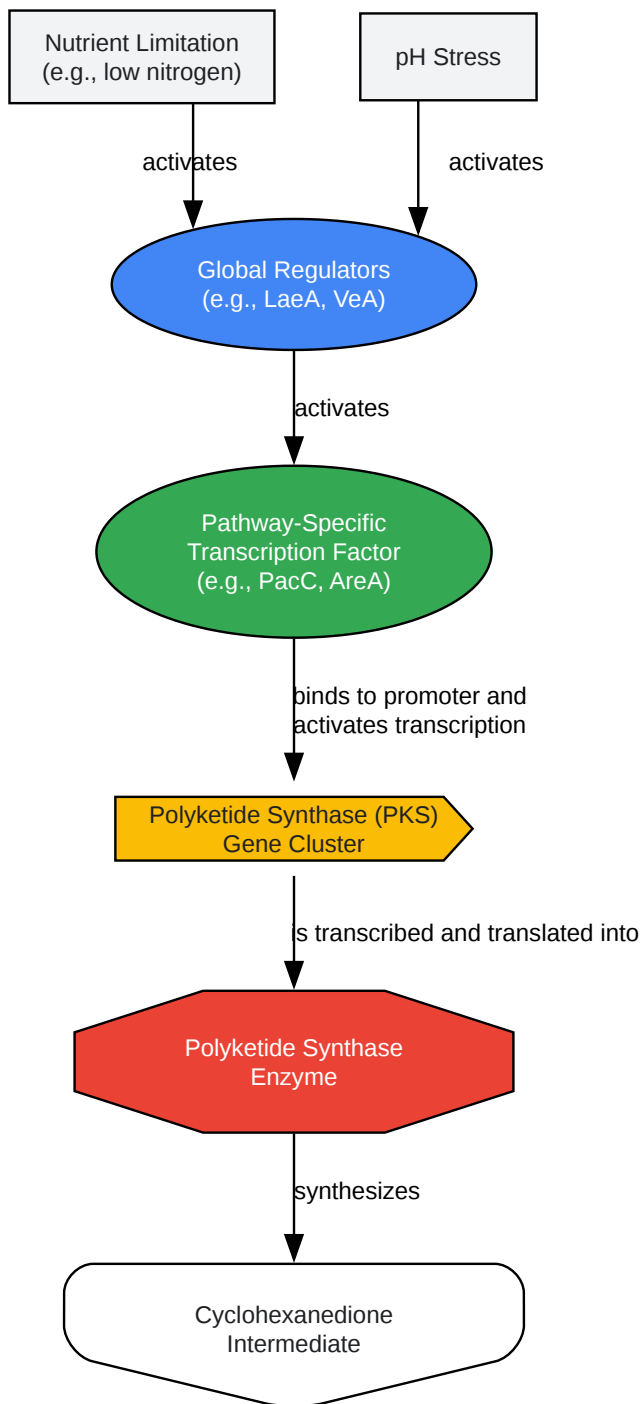 Nutrient Limitation
(e.g., low nitrogen)
pH Stress
activates
activates
Global Regulators
(e.g., LaeA, VeA)
activates
Pathway-Specific
Transcription Factor
(e.g., PacC, AreA)
binds to promoter and
activates transcription
Polyketide Synthase (PKS)
Gene Cluster
is transcribed and translated into
Polyketide Synthase
Enzyme
synthesizes
Cyclohexanedione
Intermediate